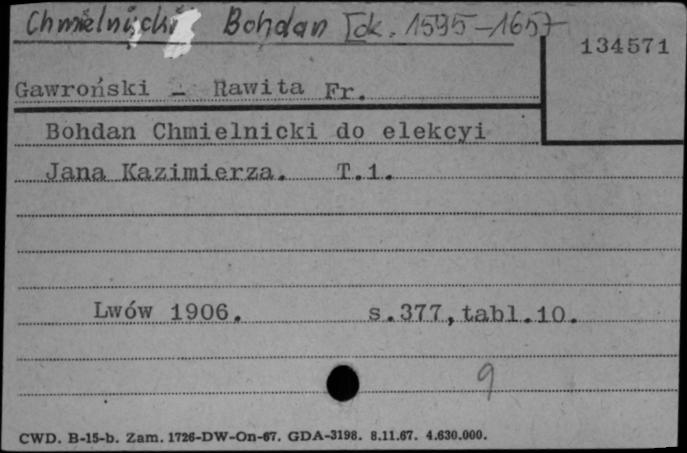 Chmielnicki Bohdan [ok. 1595-1657
134571
Gawroński - Rawita Fr.
Bohdan Chmielnicki do elekcyi
Jana Kazimierza. T.1.
Lwów 1906. s.377,tabl.10.
9
CWD. B-15-b. Zam. 1726-DW-On-67. GDA-3198. 8.11.67. 4.630.000.